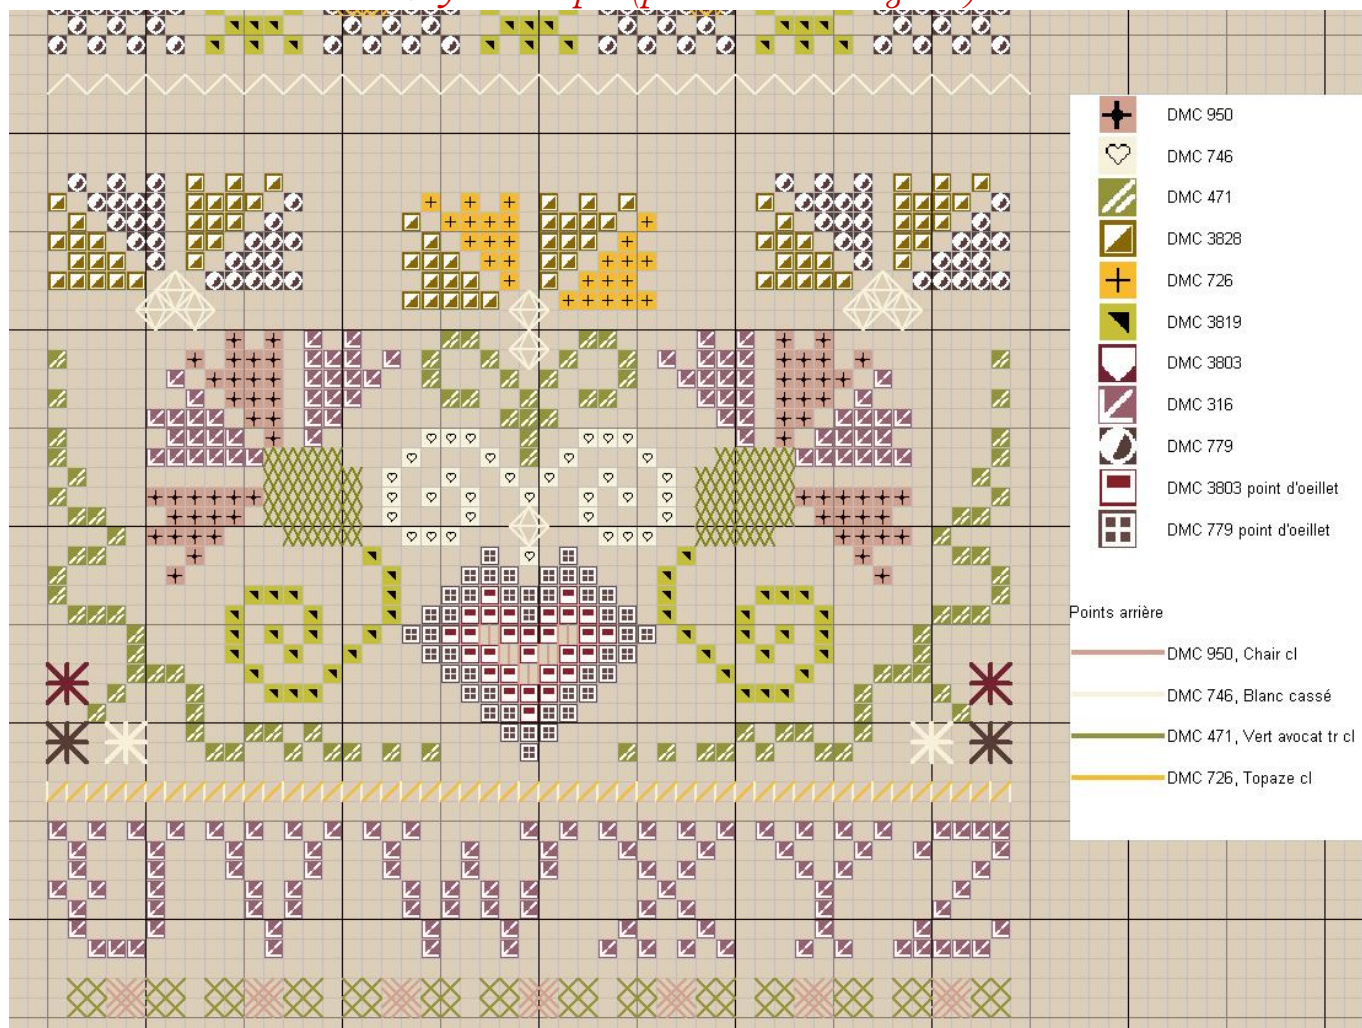 DMC 950
DMC 746
DMC 471
DMC 3828
DMC 726
DMC 3819
DMC 3803
DMC 316
DMC 779
DMC 3803 point d'oeillet
DMC 779 point d'oeillet
Points arrière
DMC 950, Chair cl
DMC 746, Blanc cassé
DMC 471, Vert avocat tr cl
DMC 726, Topaze cl
U V W X Y Z